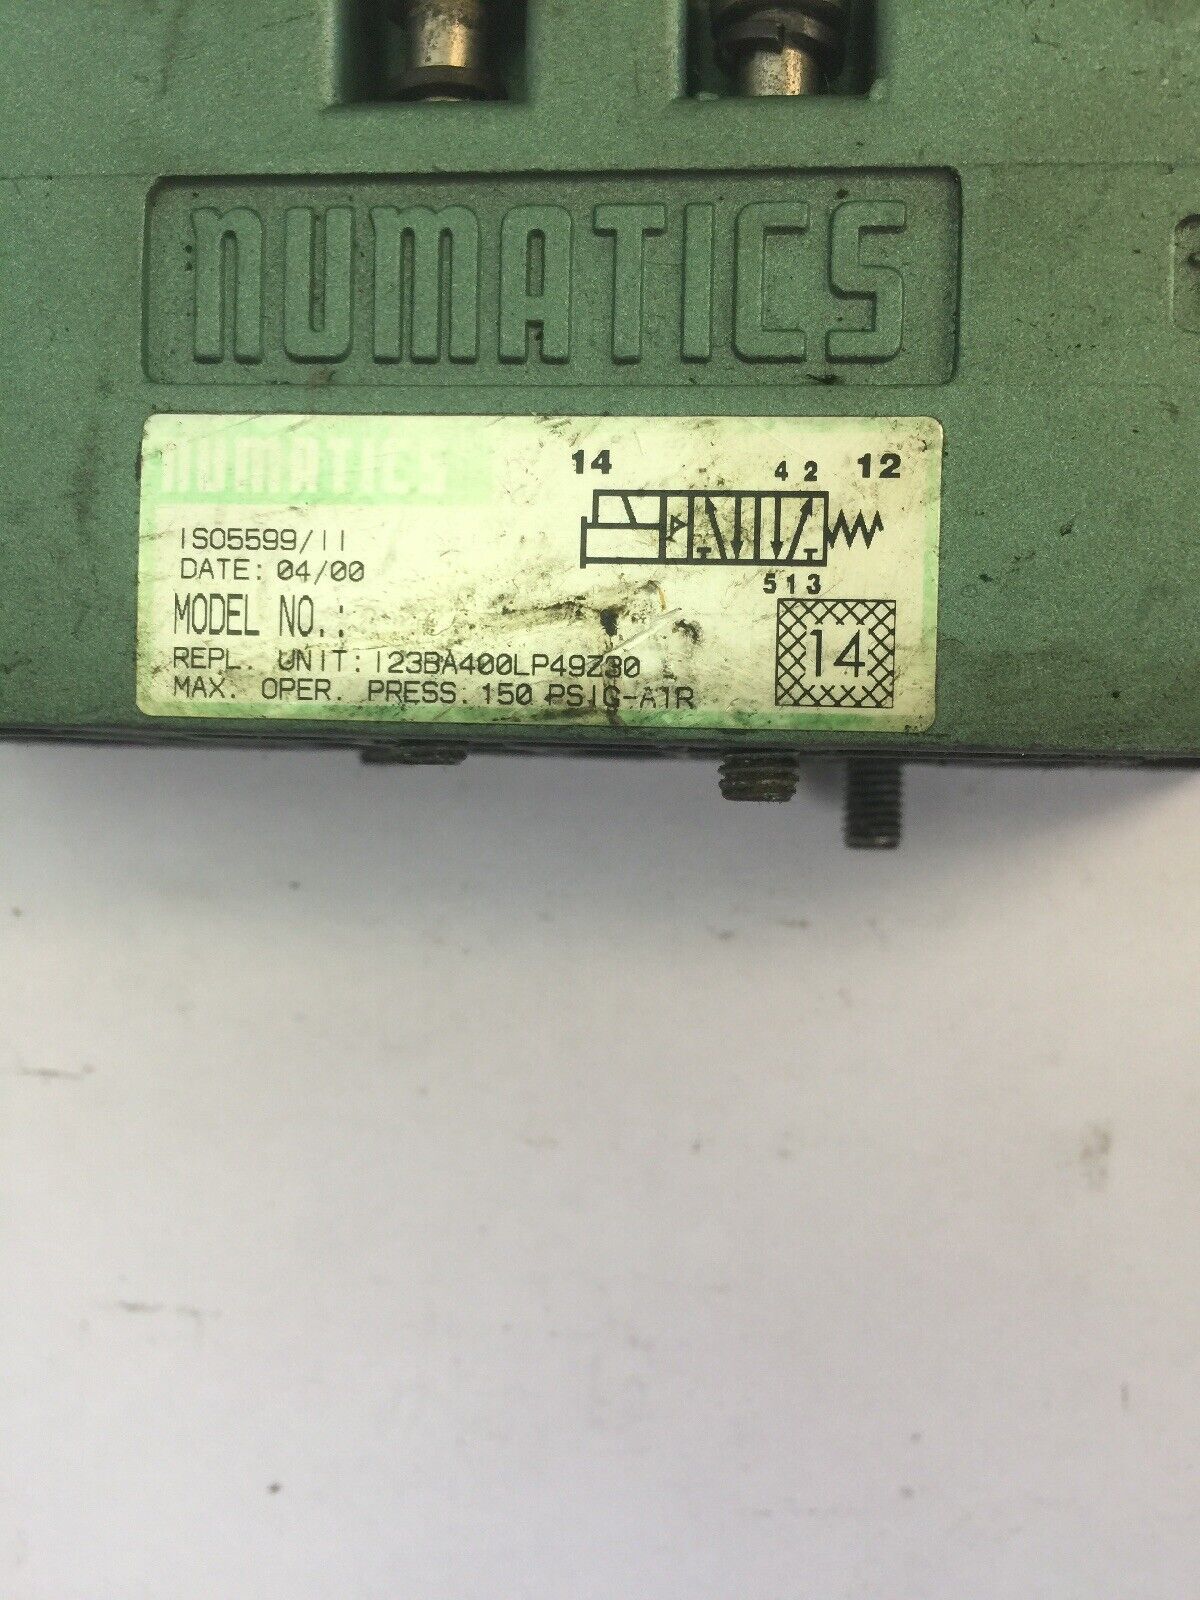 NUMATICS
NUMATICS
ISO5599/II
DATE: 04/00
MODEL NO.:
REPL. UNIT: I23BA400LP49Z30
MAX. OPER. PRESS. 150 PSIG-AIR
14
4 2
12
5 1 3
14